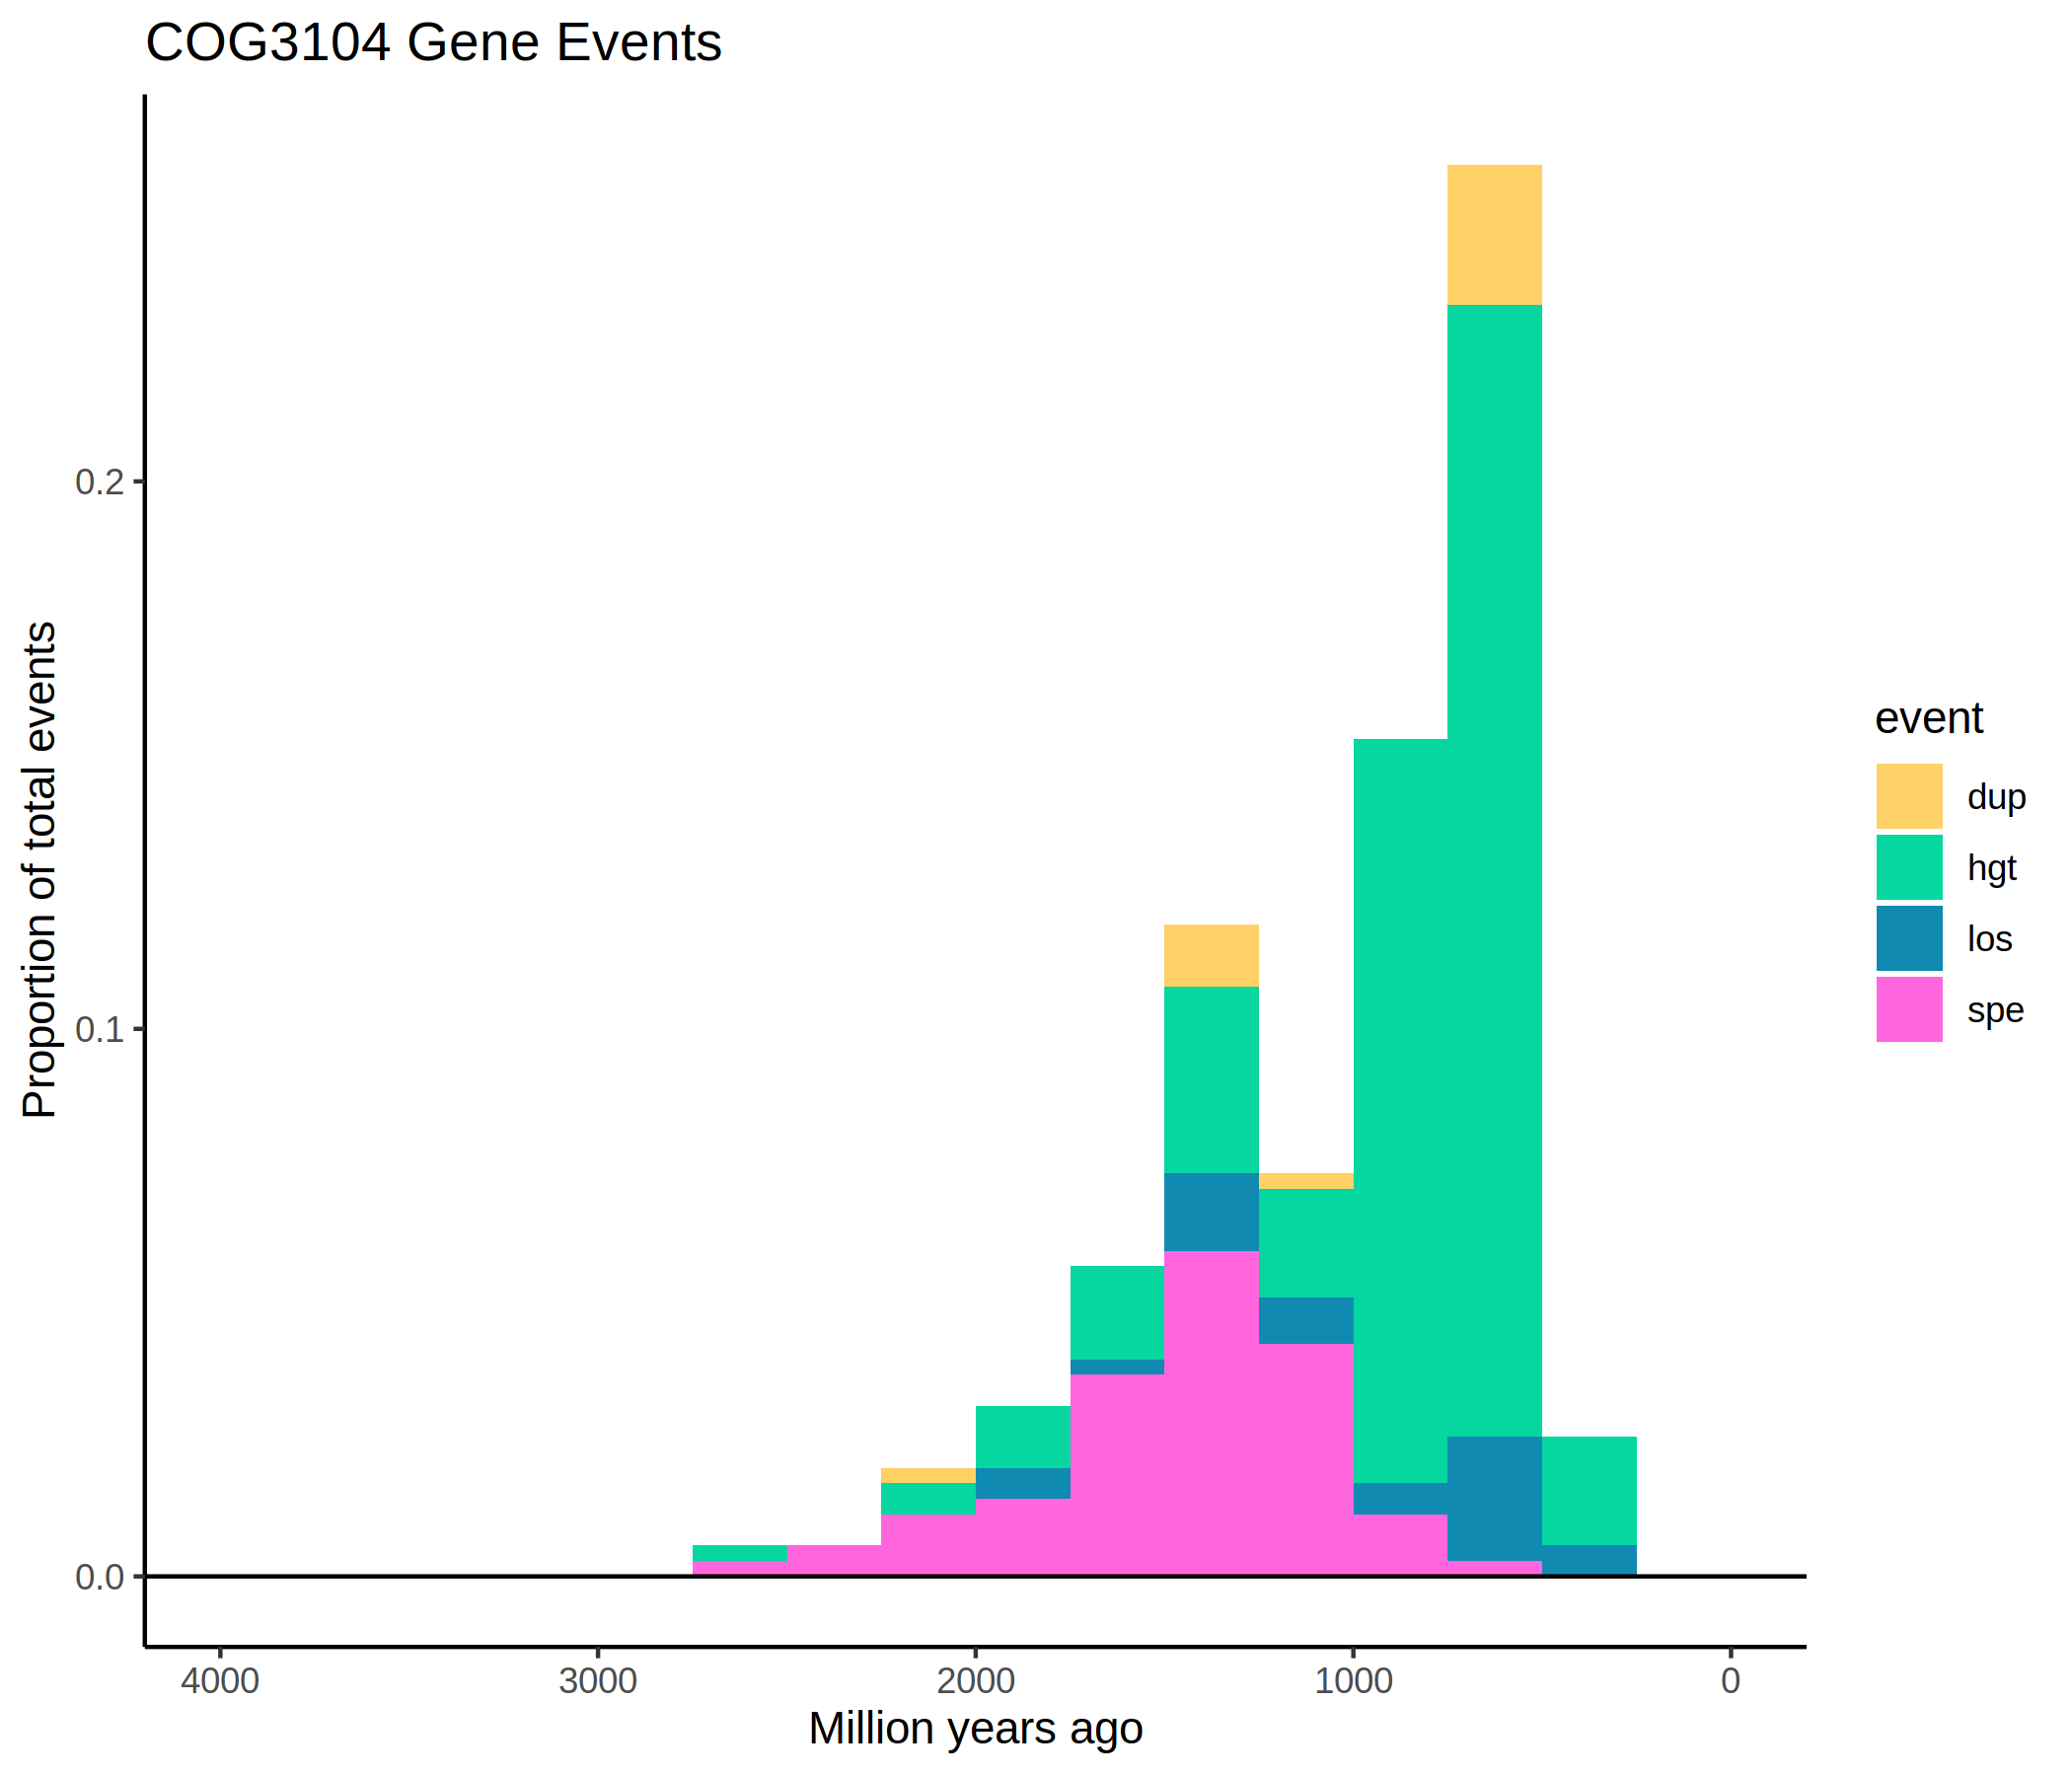 COG3104 Gene Events
Proportion of total events
0.2
0.1
0.0
4000 3000 2000 1000 0
Million years ago
event
dup
hgt
los
spe